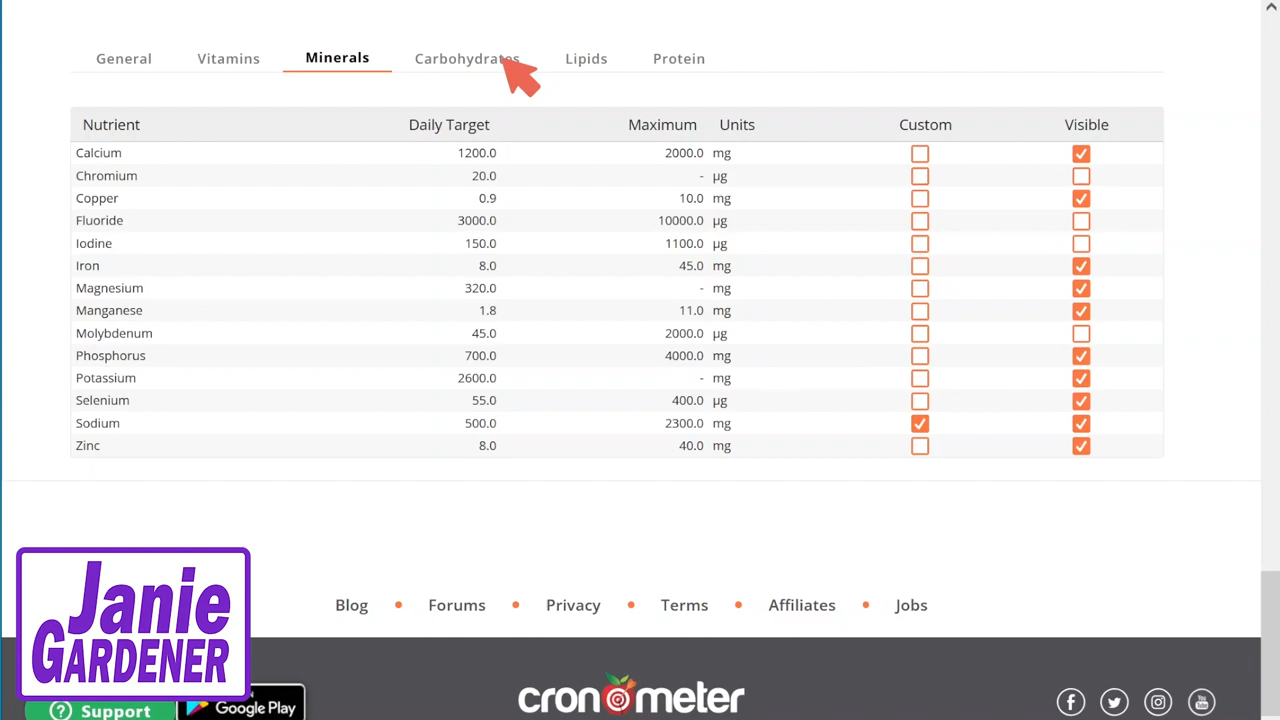 General Vitamins Minerals Carbohydrates Lipids Protein
Nutrient Daily Target Maximum Units Custom Visible
Calcium 1200.0 2000.0 mg
Chromium 20.0 - µg
Copper 0.9 10.0 mg
Fluoride 3000.0 10000.0 µg
Iodine 150.0 1100.0 µg
Iron 8.0 45.0 mg
Magnesium 320.0 - mg
Manganese 1.8 11.0 mg
Molybdenum 45.0 2000.0 µg
Phosphorus 700.0 4000.0 mg
Potassium 2600.0 - mg
Selenium 55.0 400.0 µg
Sodium 500.0 2300.0 mg
Zinc 8.0 40.0 mg
Blog • Forums • Privacy • Terms • Affiliates • Jobs
Janie
GARDENER
Support
Google Play
cronometer